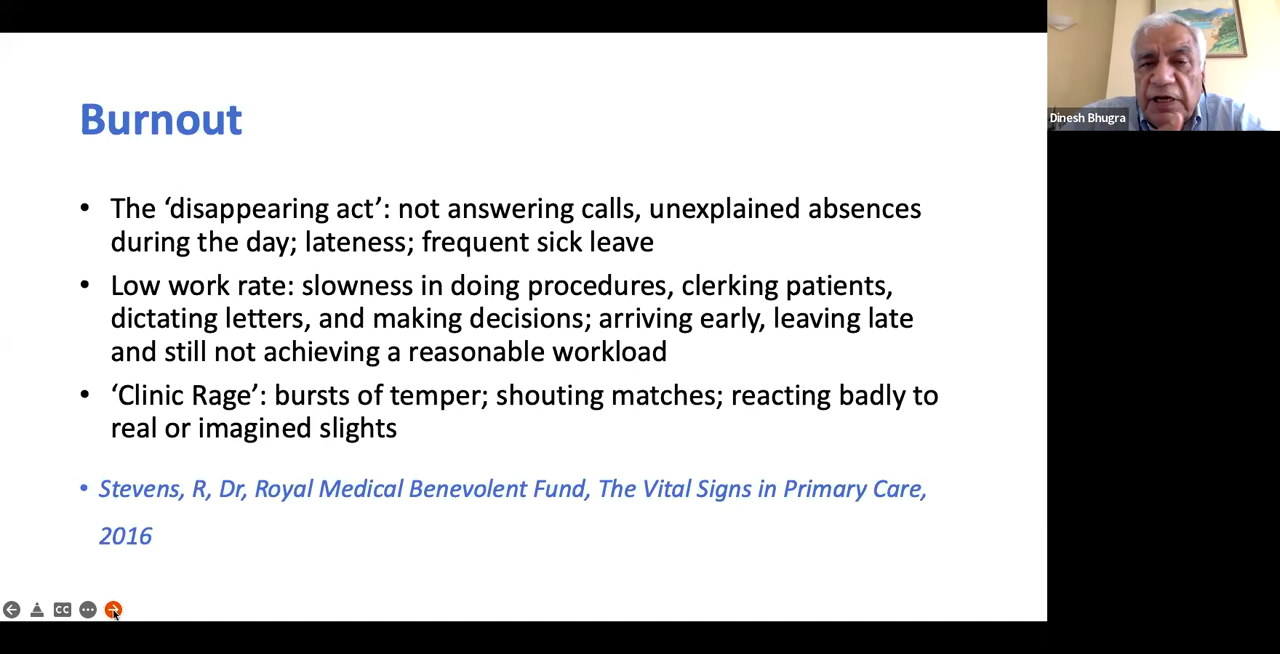 Burnout
• The ‘disappearing act’: not answering calls, unexplained absences
during the day; lateness; frequent sick leave
• Low work rate: slowness in doing procedures, clerking patients,
dictating letters, and making decisions; arriving early, leaving late
and still not achieving a reasonable workload
• ‘Clinic Rage’: bursts of temper; shouting matches; reacting badly to
real or imagined slights
• Stevens, R, Dr, Royal Medical Benevolent Fund, The Vital Signs in Primary Care,
2016
CC
Dinesh Bhugra